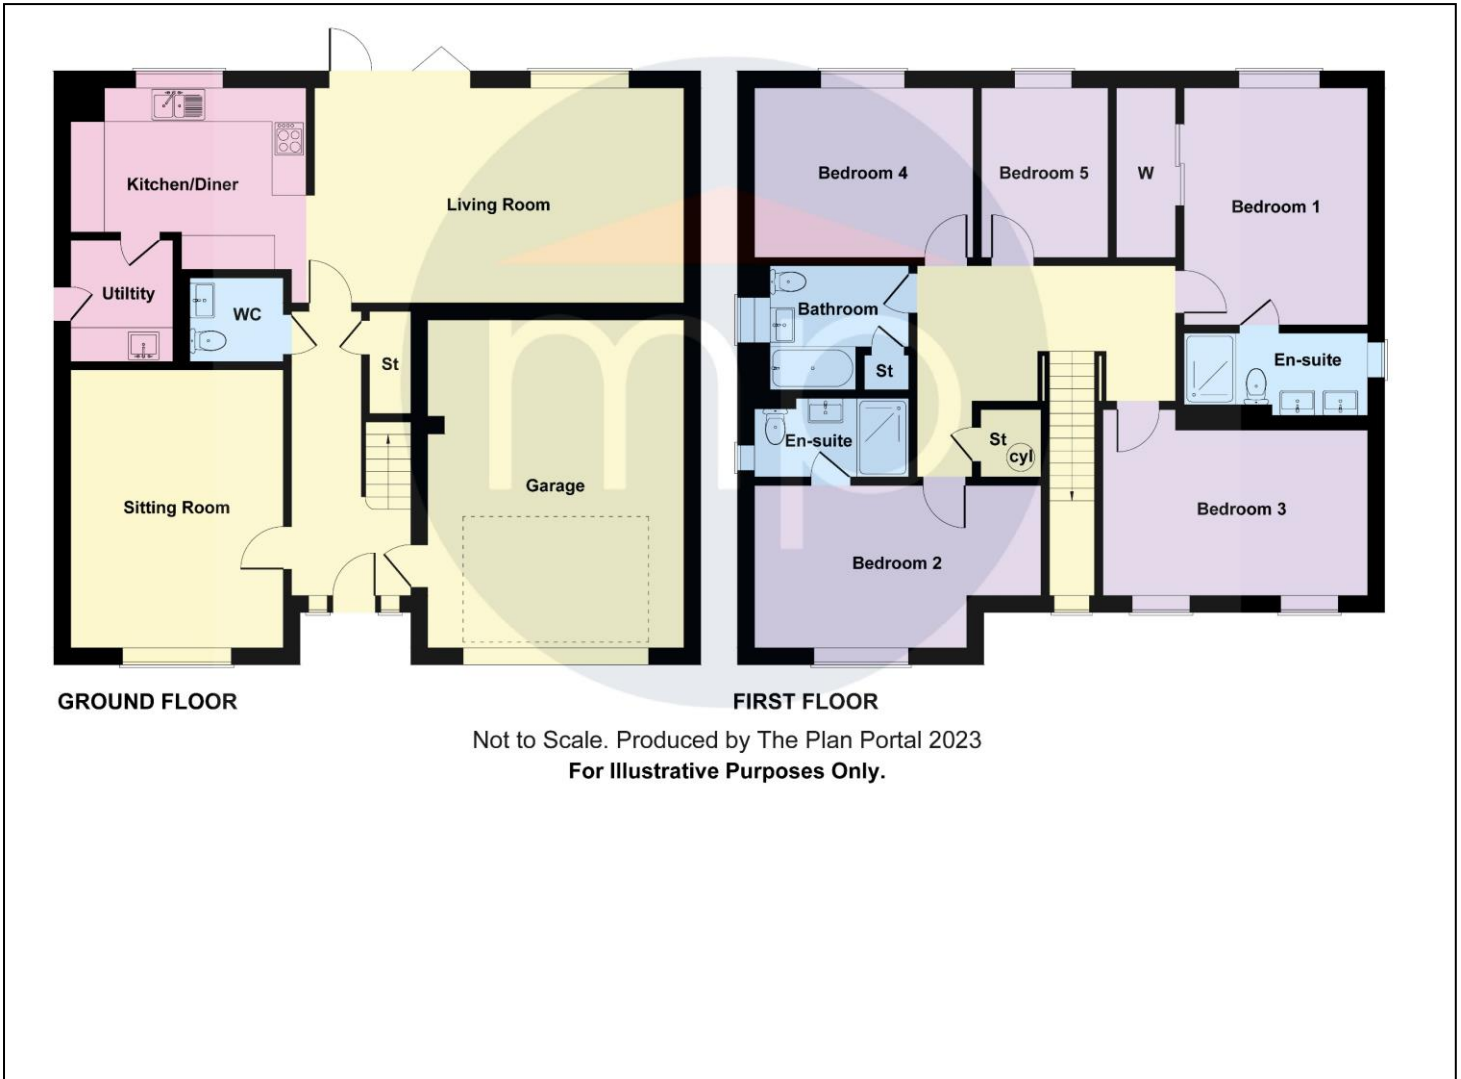 Kitchen/Diner
Living Room
Utiltity
WC
St
Sitting Room
Garage
GROUND FLOOR
Bedroom 4
Bedroom 5
W
Bedroom 1
Bathroom
St
En-suite
En-suite
St
cyl
Bedroom 3
Bedroom 2
FIRST FLOOR
mp
Not to Scale. Produced by The Plan Portal 2023
For Illustrative Purposes Only.